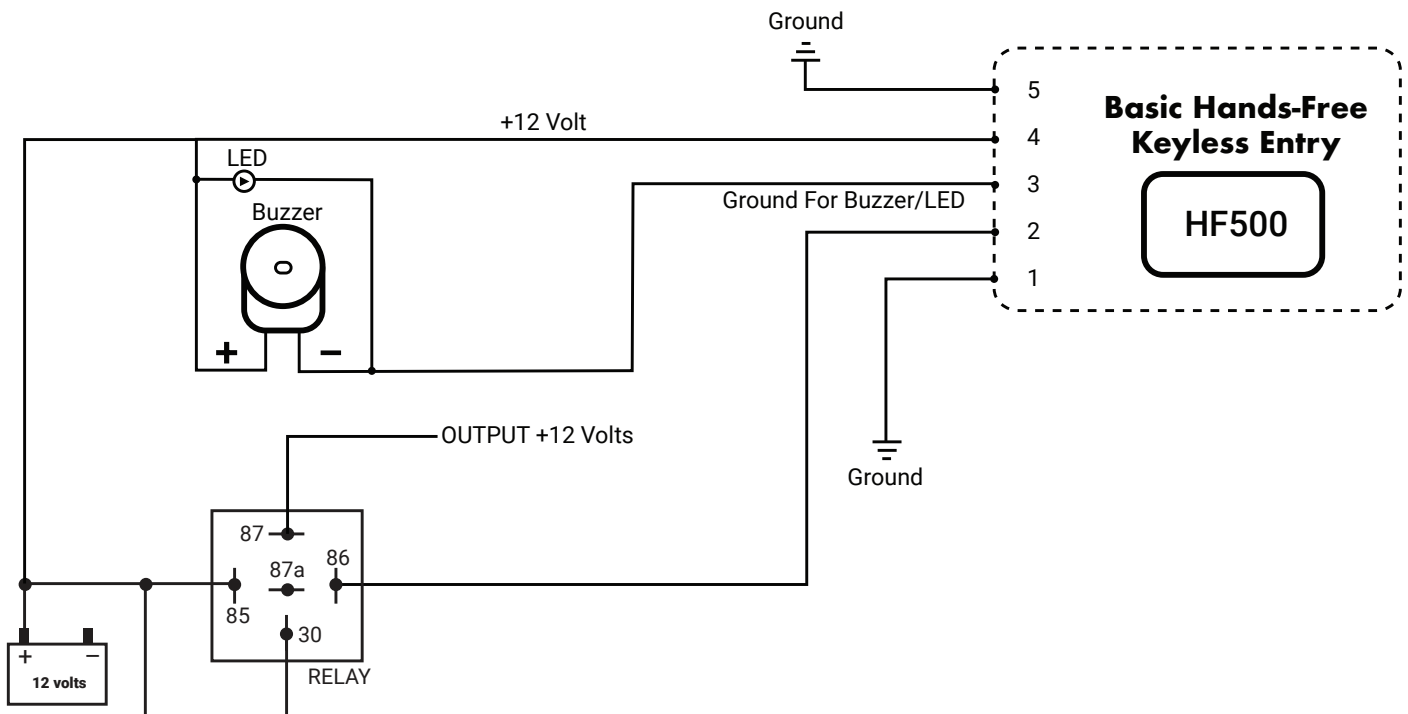 Ground
5
Basic Hands-Free
Keyless Entry
+12 Volt
4
LED
3
Ground For Buzzer/LED
Buzzer
2
HF500
1
+ −
OUTPUT +12 Volts
Ground
87
86
87a
85
30
RELAY
+ −
12 volts